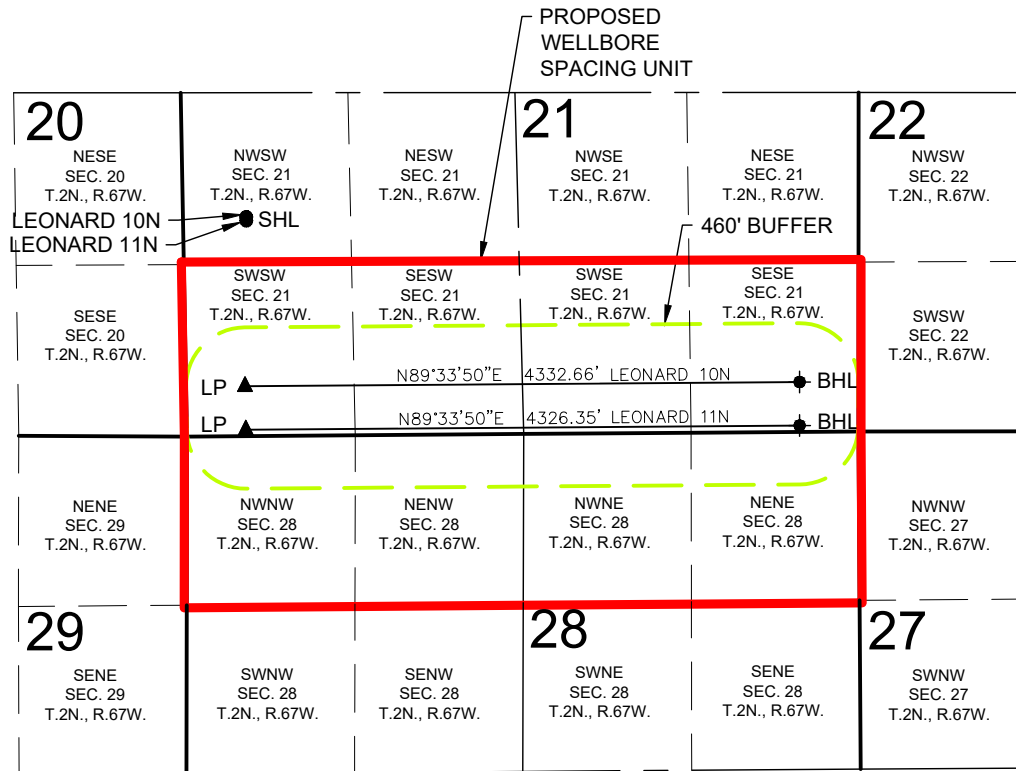 PROPOSED
WELLBORE
SPACING UNIT
20
21
22
NESE
SEC. 20
T.2N., R.67W.
NWSW
SEC. 21
T.2N., R.67W.
NESW
SEC. 21
T.2N., R.67W.
NWSE
SEC. 21
T.2N., R.67W.
NESE
SEC. 21
T.2N., R.67W.
NWSW
SEC. 22
T.2N., R.67W.
LEONARD 10N
LEONARD 11N
SHL
460' BUFFER
SESE
SEC. 20
T.2N., R.67W.
SWSW
SEC. 21
T.2N., R.67W.
SESW
SEC. 21
T.2N., R.67W.
SWSE
SEC. 21
T.2N., R.67W.
SESE
SEC. 21
T.2N., R.67W.
SWSW
SEC. 22
T.2N., R.67W.
LP N89°33'50"E 4332.66' LEONARD 10N BHL
LP N89°33'50"E 4326.35' LEONARD 11N BHL
NENE
SEC. 29
T.2N., R.67W.
NWNW
SEC. 28
T.2N., R.67W.
NENW
SEC. 28
T.2N., R.67W.
NWNE
SEC. 28
T.2N., R.67W.
NENE
SEC. 28
T.2N., R.67W.
NWNW
SEC. 27
T.2N., R.67W.
29
28
27
SENE
SEC. 29
T.2N., R.67W.
SWNW
SEC. 28
T.2N., R.67W.
SENW
SEC. 28
T.2N., R.67W.
SWNE
SEC. 28
T.2N., R.67W.
SENE
SEC. 28
T.2N., R.67W.
SWNW
SEC. 27
T.2N., R.67W.